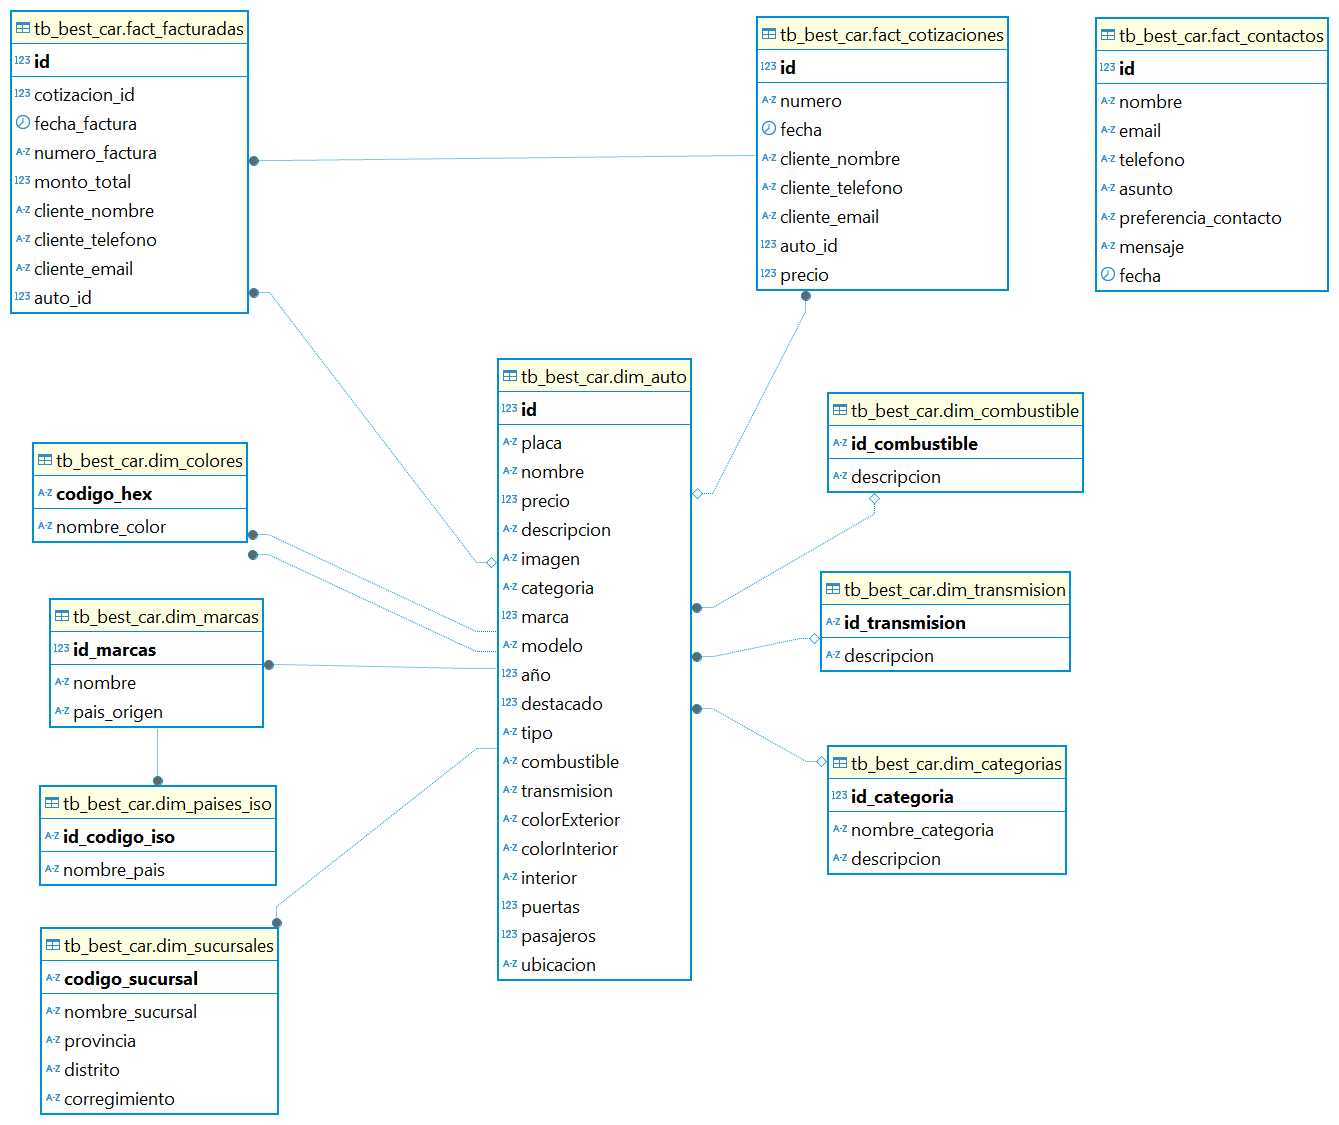 tb_best_car.fact_facturadas
123 id
123 cotizacion_id
fecha_factura
A-Z numero_factura
123 monto_total
A-Z cliente_nombre
A-Z cliente_telefono
A-Z cliente_email
123 auto_id
tb_best_car.fact_cotizaciones
123 id
A-Z numero
fecha
A-Z cliente_nombre
A-Z cliente_telefono
A-Z cliente_email
123 auto_id
123 precio
tb_best_car.fact_contactos
123 id
A-Z nombre
A-Z email
A-Z telefono
A-Z asunto
A-Z preferencia_contacto
A-Z mensaje
fecha
tb_best_car.dim_auto
123 id
A-Z placa
A-Z nombre
123 precio
A-Z descripcion
A-Z imagen
A-Z categoria
123 marca
A-Z modelo
123 año
123 destacado
A-Z tipo
A-Z combustible
A-Z transmision
A-Z colorExterior
A-Z colorInterior
A-Z interior
123 puertas
123 pasajeros
A-Z ubicacion
tb_best_car.dim_combustible
A-Z id_combustible
A-Z descripcion
tb_best_car.dim_colores
A-Z codigo_hex
A-Z nombre_color
tb_best_car.dim_transmision
A-Z id_transmision
A-Z descripcion
tb_best_car.dim_marcas
123 id_marcas
A-Z nombre
A-Z pais_origen
tb_best_car.dim_categorias
123 id_categoria
A-Z nombre_categoria
A-Z descripcion
tb_best_car.dim_paises_iso
A-Z id_codigo_iso
A-Z nombre_pais
tb_best_car.dim_sucursales
A-Z codigo_sucursal
A-Z nombre_sucursal
A-Z provincia
A-Z distrito
A-Z corregimiento